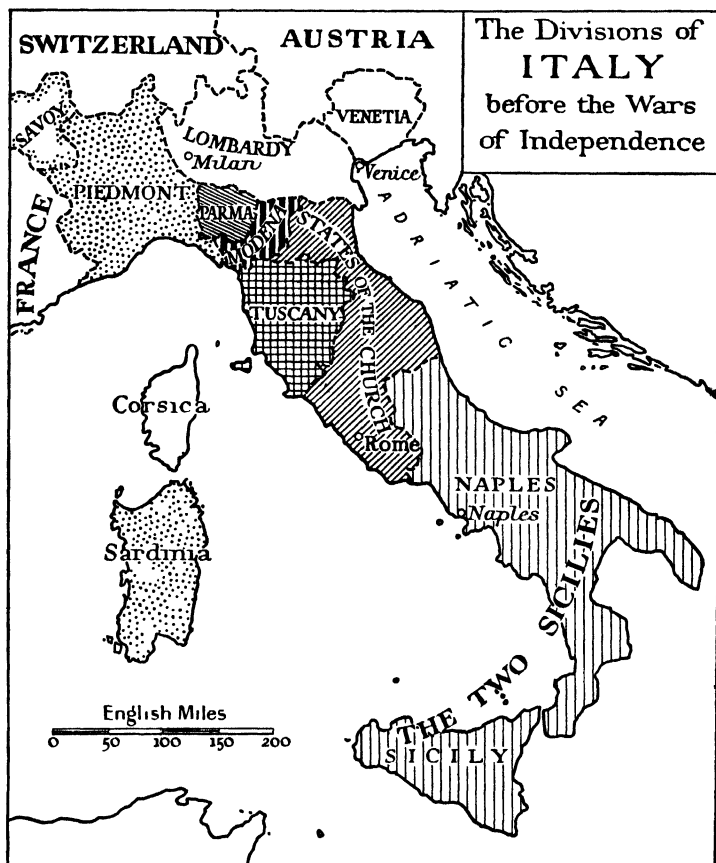 The Divisions of
ITALY
before the Wars
of Independence
SWITZERLAND
AUSTRIA
SAVOY
VENETIA
LOMBARDY
Milan
Venice
PIEDMONT
PARMA
MODINA
FRANCE
STATES OF THE CHURCH
TUSCANY
ADRIATIC SEA
Corsica
Rome
NAPLES
Naples
Sardinia
THE TWO SICILIES
SICILY
English Miles
0 50 100 150 200